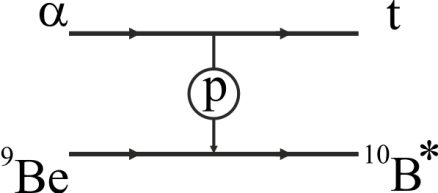 α t
p
⁹Be ¹⁰B*